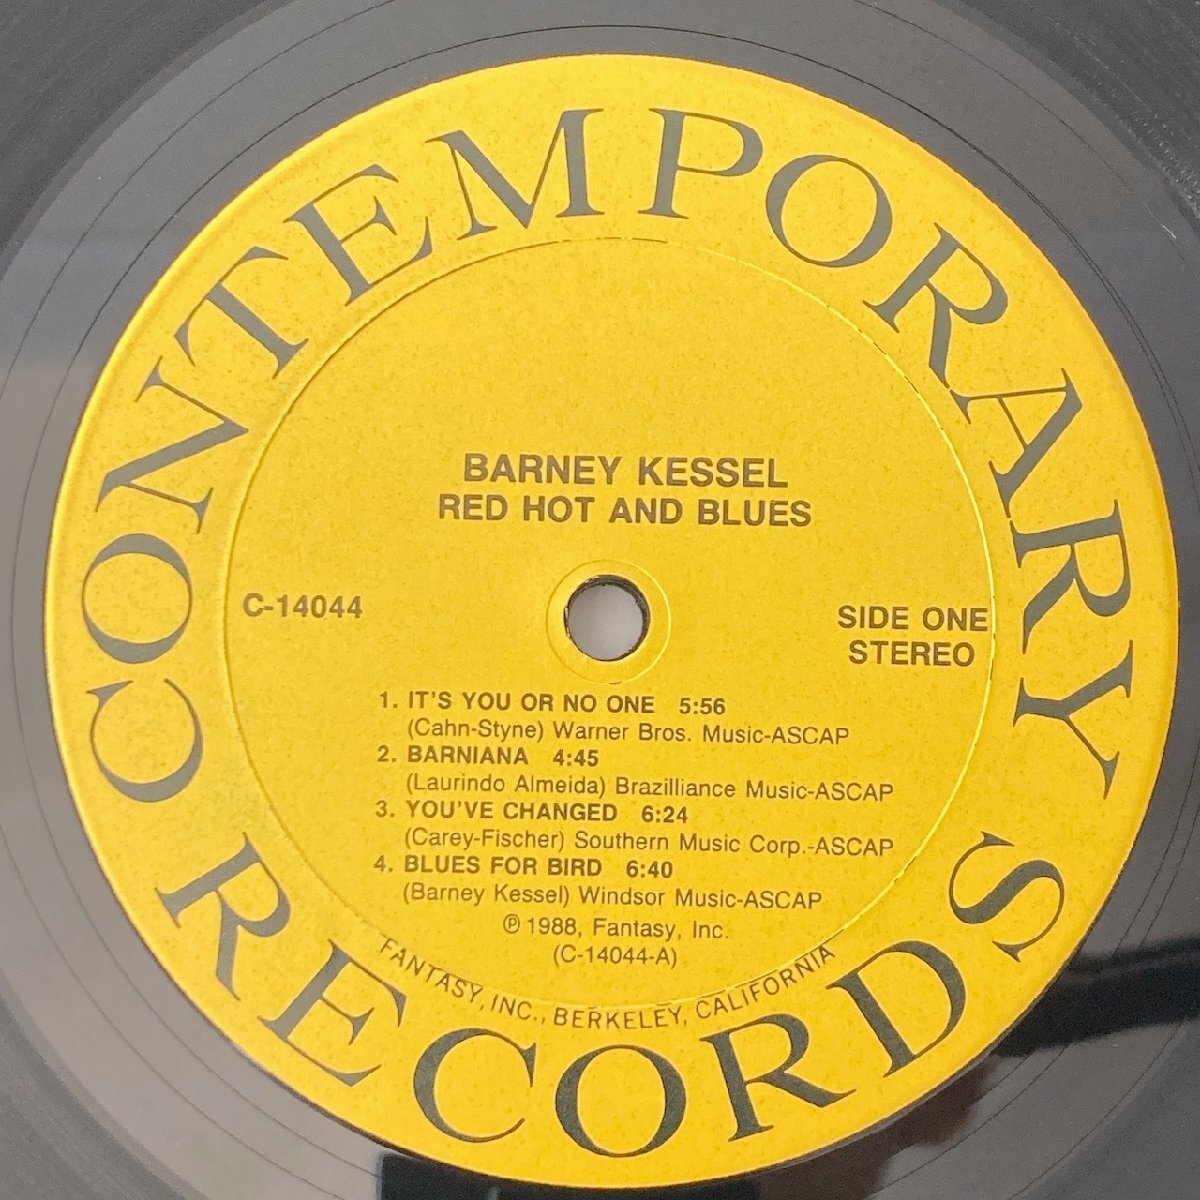 CONTEMPORARY
BARNEY KESSEL
RED HOT AND BLUES
C-14044
SIDE ONE
STEREO
1. IT'S YOU OR NO ONE 5:56
(Cahn-Styne) Warner Bros. Music-ASCAP
2. BARNIANA 4:45
(Laurindo Almeida) Brazilliance Music-ASCAP
3. YOU'VE CHANGED 6:24
(Carey-Fischer) Southern Music Corp.-ASCAP
4. BLUES FOR BIRD 6:40
(Barney Kessel) Windsor Music-ASCAP
℗ 1988, Fantasy, Inc.
(C-14044-A)
FANTASY, INC., BERKELEY, CALIFORNIA
RECORDS